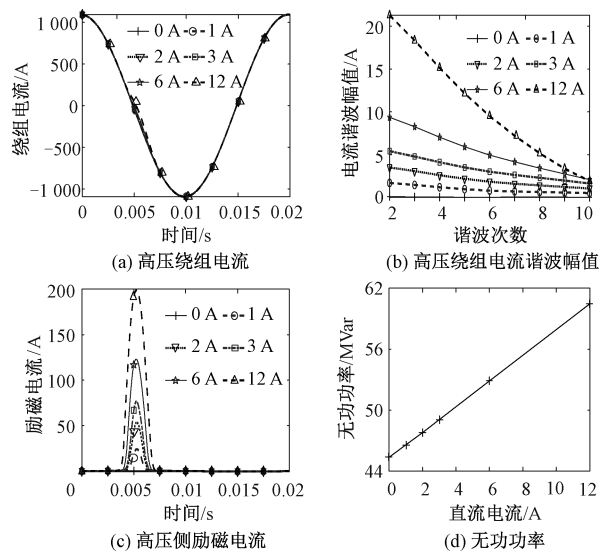 1 000
500
0
−500
−1 000
绕组电流/A
0 A 1 A
2 A 3 A
6 A 12 A
0 0.005 0.01 0.015 0.02
时间/s
(a) 高压绕组电流
20
15
10
5
0
电流谐波幅值/A
0 A 1 A
2 A 3 A
6 A 12 A
2 4 6 8 10
谐波次数
(b) 高压绕组电流谐波幅值
200
150
100
50
励磁电流/A
0 A 1 A
2 A 3 A
6 A 12 A
0 0.005 0.01 0.015 0.02
时间/s
(c) 高压侧励磁电流
62
56
50
44
无功功率/MVar
0 2 4 6 8 10 12
直流电流/A
(d) 无功功率